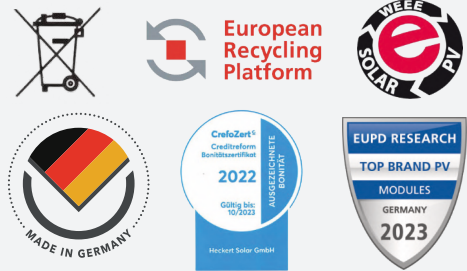 European
Recycling
Platform
WEEE
e
SOLAR
PV
MADE IN GERMANY
CrefoZert
Creditreform
Bonitätszertifikat
2022
Gültig bis:
10/2023
AUSGEZEICHNETE
BONITÄT
Heckert Solar GmbH
EUPD RESEARCH
TOP BRAND PV
MODULES
GERMANY
2023